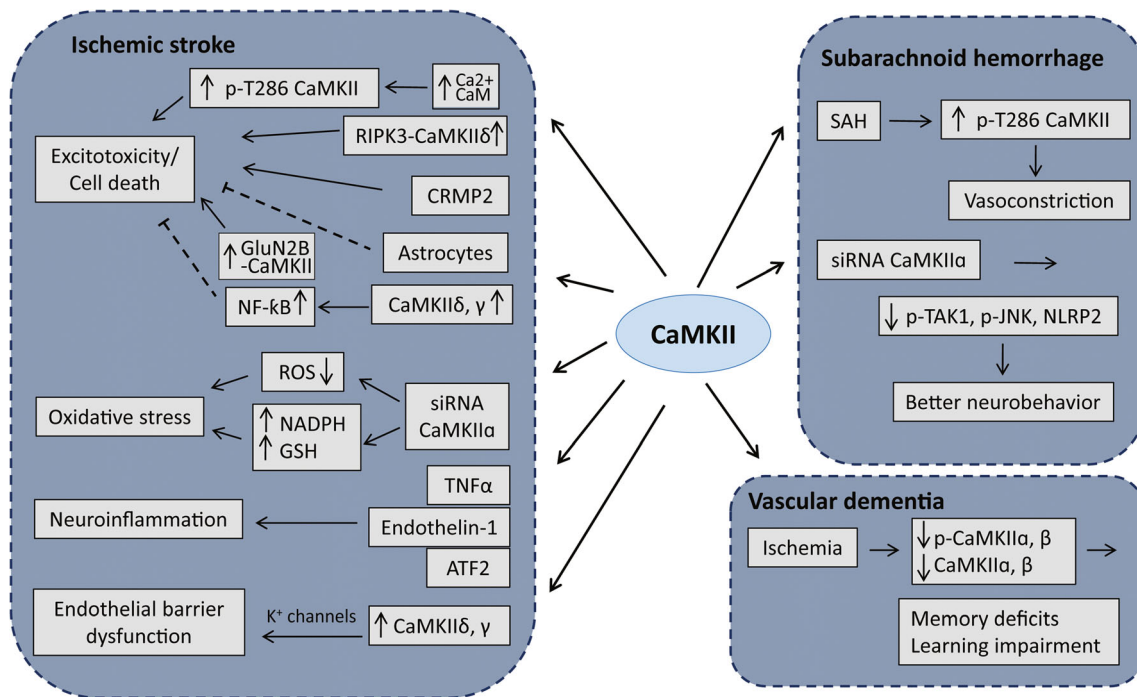 Ischemic stroke
↑ p-T286 CaMKII
↑ Ca2+
CaM
RIPK3-CaMKIIδ↑
Excitotoxicity/
Cell death
CRMP2
Astrocytes
↑ GluN2B
-CaMKII
NF-ƙB↑
CaMKIIδ, γ ↑
ROS↓
Oxidative stress
↑ NADPH
↑ GSH
siRNA
CaMKIIα
TNFα
Neuroinflammation
Endothelin-1
ATF2
Endothelial barrier
dysfunction
K⁺ channels
↑ CaMKIIδ, γ
CaMKII
Subarachnoid hemorrhage
SAH
↑ p-T286 CaMKII
Vasoconstriction
siRNA CaMKIIα
↓ p-TAK1, p-JNK, NLRP2
Better neurobehavior
Vascular dementia
Ischemia
↓ p-CaMKIIα, β
↓ CaMKIIα, β
Memory deficits
Learning impairment